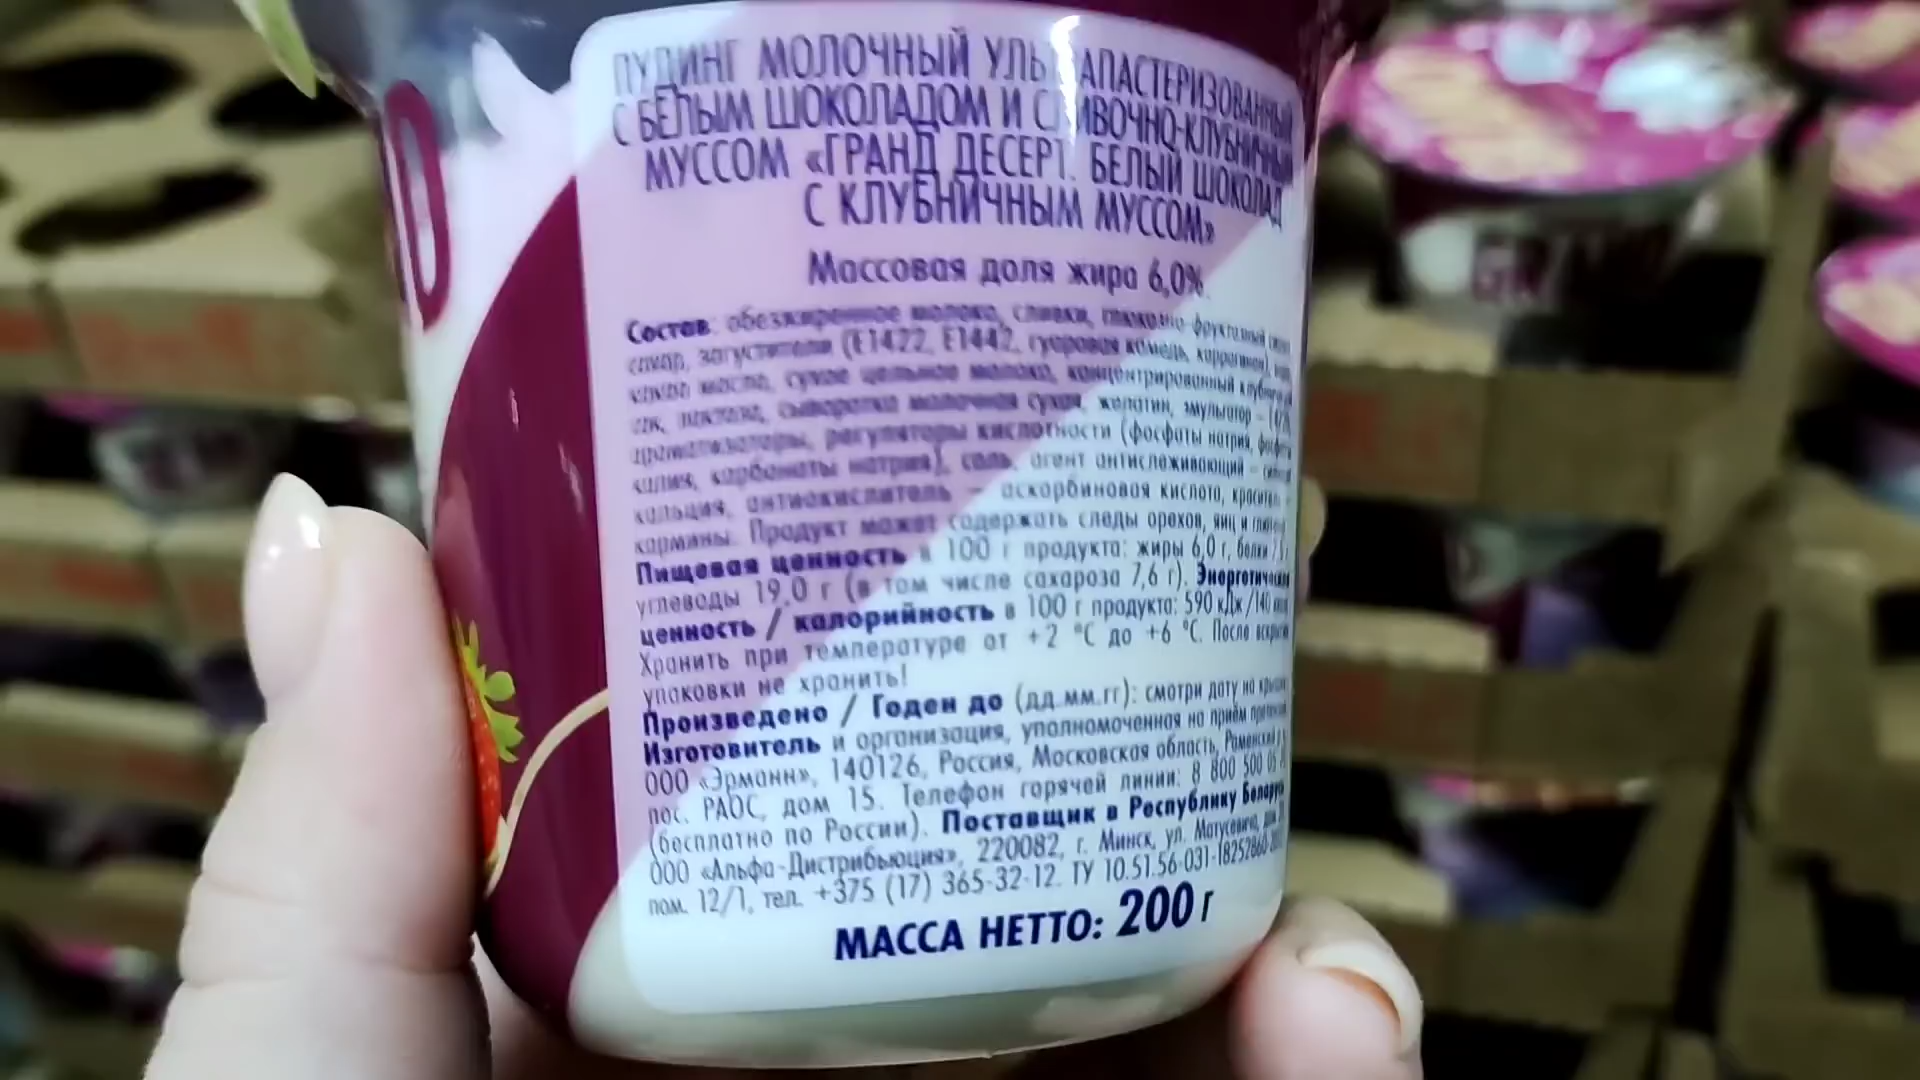 ПУДИНГ МОЛОЧНЫЙ УЛЬТРАПАСТЕРИЗОВАННЫЙ
С БЕЛЫМ ШОКОЛАДОМ И СЛИВОЧНО-КЛУБНИЧНЫМ
МУССОМ «ГРАНД ДЕСЕРТ. БЕЛЫЙ ШОКОЛАД
С КЛУБНИЧНЫМ МУССОМ»
Массовая доля жира 6,0%.
Состав: обезжиренное молоко, сливки, глюкозно-фруктозный
сахар, загустители (Е1422, Е1442, гуаровая камедь, каррагинан),
какао масло, сухое цельное молоко, концентрированный клубничный
сок, лактоза, сыворотка молочная сухая, желатин, эмульгатор –
ароматизаторы, регуляторы кислотности (фосфаты натрия, фосфаты
калия, карбонаты натрия), соль, агент антислеживающий –
кальция, антиокислитель – аскорбиновая кислота, краситель –
кармины. Продукт может содержать следы орехов, яиц и
Пищевая ценность в 100 г продукта: жиры 6,0 г, белки
углеводы 19,0 г (в том числе сахароза 7,6 г). Энергетическая
ценность / калорийность в 100 г продукта: 590 кДж /140
Хранить при температуре от +2 °С до +6 °С. После вскрытия
упаковки не хранить!
Произведено / Годен до (дд.мм.гг): смотри дату на
Изготовитель и организация, уполномоченная на приём
ООО «Эрманн», 140126, Россия, Московская область, Раменский
пос. РАОС, дом 15. Телефон горячей линии: 8 800 500
(бесплатно по России). Поставщик в Республику Беларусь
ООО «Альфа-Дистрибьюция», 220082, г. Минск, ул. Матусевича,
пом. 12/1, тел. +375 (17) 365-32-12. ТУ 10.51.56-031-18252860-
МАССА НЕТТО: 200 г